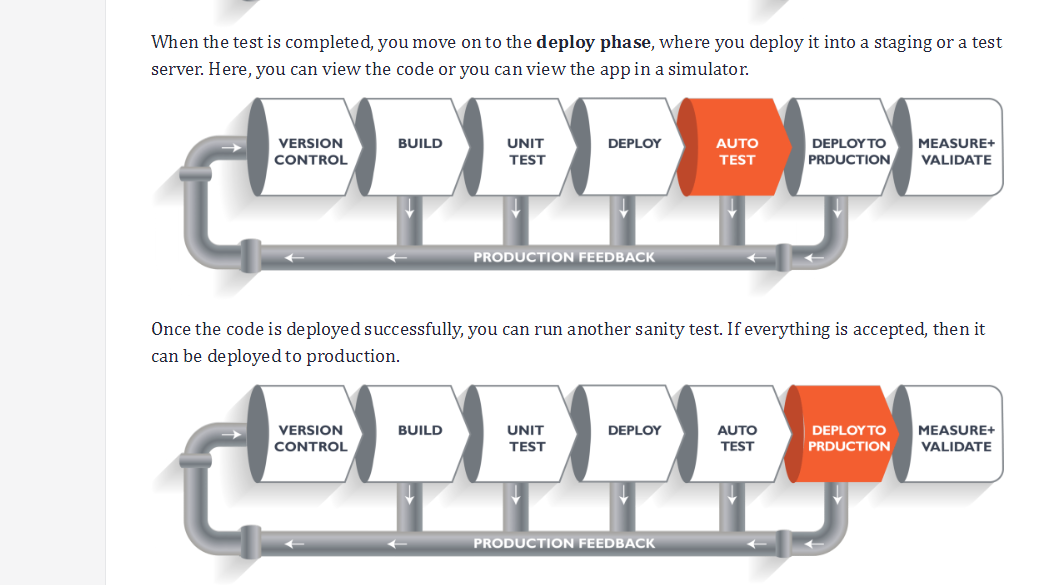 When the test is completed, you move on to the deploy phase, where you deploy it into a staging or a test
server. Here, you can view the code or you can view the app in a simulator.
VERSION
CONTROL
BUILD
UNIT
TEST
DEPLOY
AUTO
TEST
DEPLOY TO
PRDUCTION
MEASURE+
VALIDATE
PRODUCTION FEEDBACK
Once the code is deployed successfully, you can run another sanity test. If everything is accepted, then it
can be deployed to production.
VERSION
CONTROL
BUILD
UNIT
TEST
DEPLOY
AUTO
TEST
DEPLOY TO
PRDUCTION
MEASURE+
VALIDATE
PRODUCTION FEEDBACK